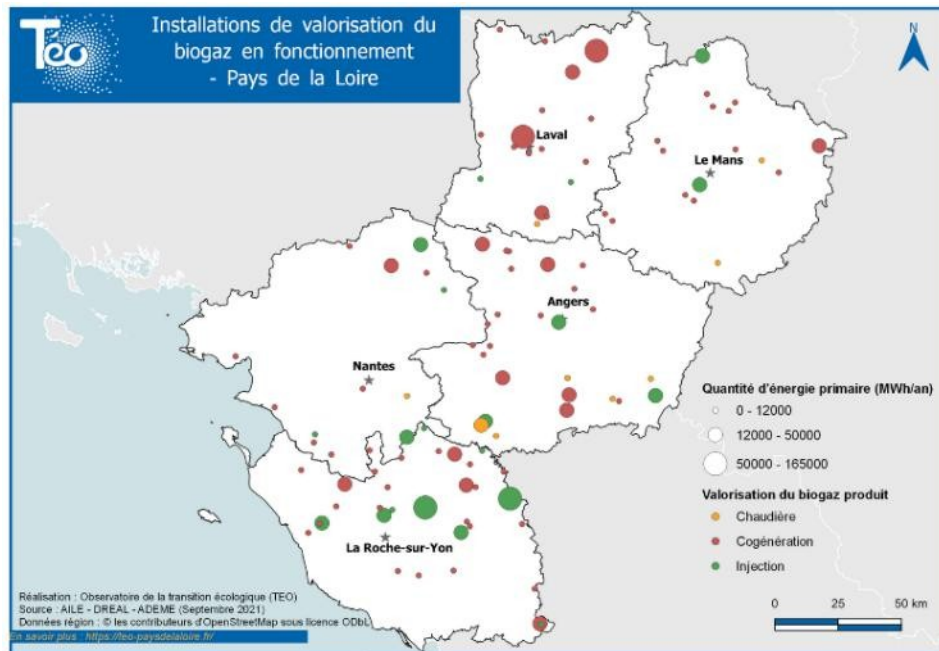 Téo
Installations de valorisation du
biogaz en fonctionnement
- Pays de la Loire
N
Laval
Le Mans
Angers
Nantes
La Roche-sur-Yon
Quantité d'énergie primaire (MWh/an)
0 - 12000
12000 - 50000
50000 - 165000
Valorisation du biogaz produit
Chaudière
Cogénération
Injection
0 25 50 km
Réalisation : Observatoire de la transition écologique (TEO)
Source : AILE - DREAL - ADEME (Septembre 2021)
Données région : © les contributeurs d'OpenStreetMap sous licence ODbL
En savoir plus : https://teo-paysdelaloire.fr/